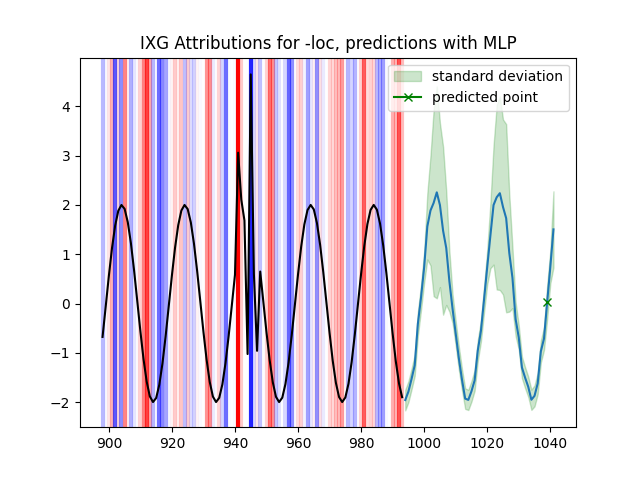 IXG Attributions for -loc, predictions with MLP
standard deviation
predicted point
4
3
2
1
0
−1
−2
900 920 940 960 980 1000 1020 1040